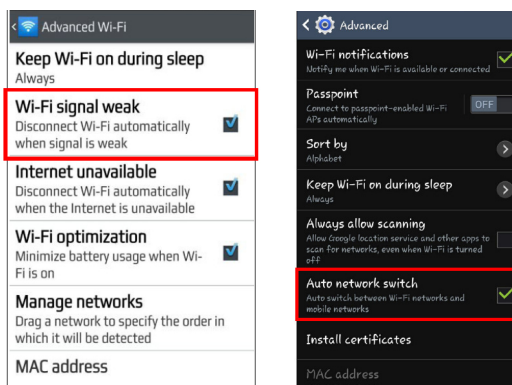 Advanced Wi-Fi
Keep Wi-Fi on during sleep
Always
Wi-Fi signal weak
Disconnect Wi-Fi automatically
when signal is weak
Internet unavailable
Disconnect Wi-Fi automatically
when the Internet is unavailable
Wi-Fi optimization
Minimize battery usage when Wi-
Fi is on
Manage networks
Drag a network to specify the order in
which it will be detected
MAC address
Advanced
Wi-Fi notifications
Notify me when Wi-Fi is available or connected
Passpoint
Connect to passpoint-enabled Wi-Fi
APs automatically
OFF
Sort by
Alphabet
Keep Wi-Fi on during sleep
Always
Always allow scanning
Allow Google location service and other apps to
scan for networks, even when Wi-Fi is turned
off
Auto network switch
Auto switch between Wi-Fi networks and
mobile networks
Install certificates
MAC address